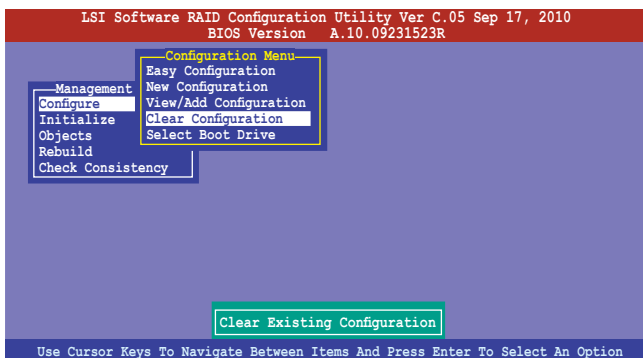 LSI Software RAID Configuration Utility Ver C.05 Sep 17, 2010
BIOS Version A.10.09231523R
Configuration Menu
Easy Configuration
New Configuration
View/Add Configuration
Clear Configuration
Select Boot Drive
Management
Configure
Initialize
Objects
Rebuild
Check Consistency
Clear Existing Configuration
Use Cursor Keys To Navigate Between Items And Press Enter To Select An Option